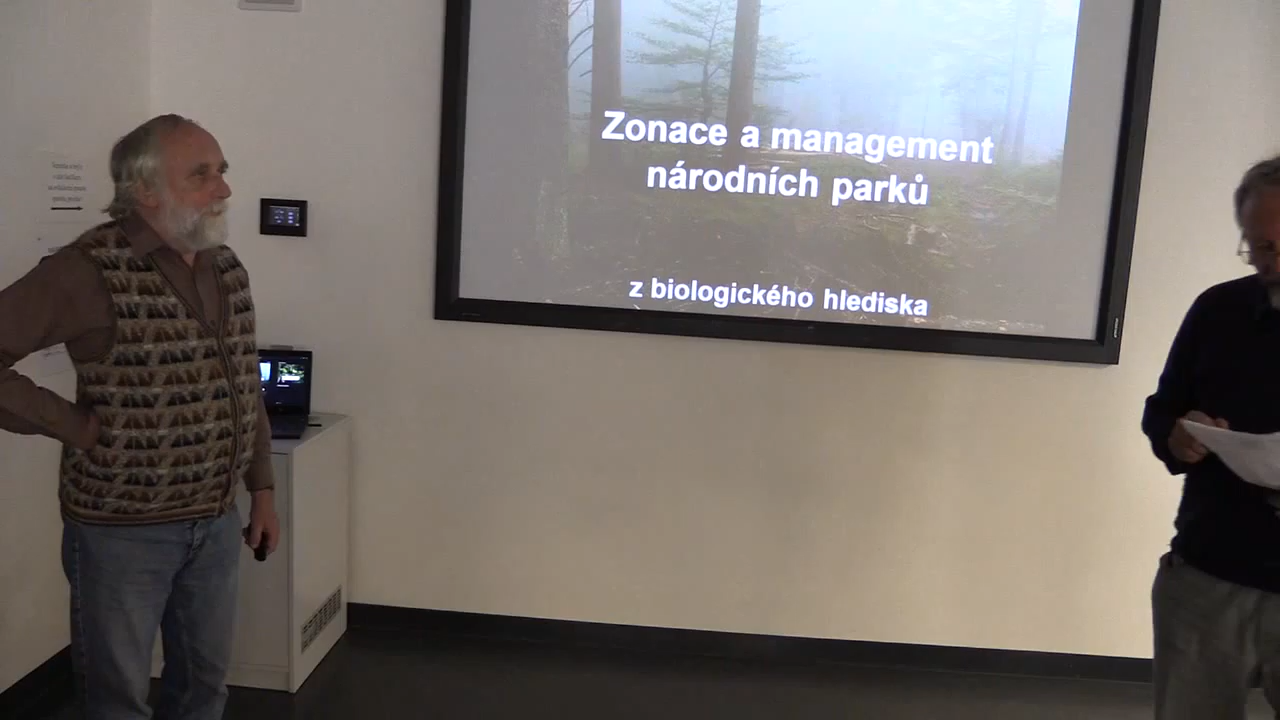 Zonace a management
národních parků
z biologického hlediska